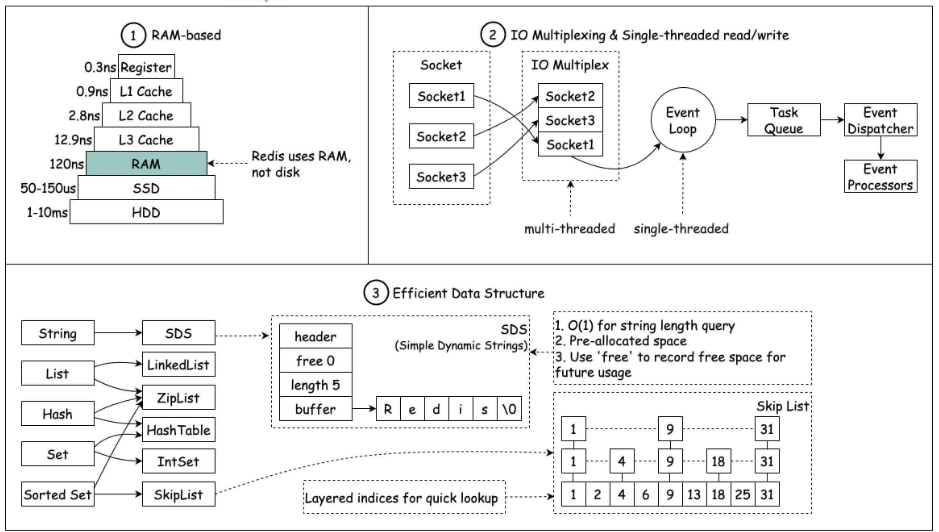 1 RAM-based
0.3ns Register
0.9ns L1 Cache
2.8ns L2 Cache
12.9ns L3 Cache
120ns RAM
50-150us SSD
1-10ms HDD
Redis uses RAM,
not disk
2 IO Multiplexing & Single-threaded read/write
Socket
Socket1
Socket2
Socket3
IO Multiplex
Socket2
Socket3
Socket1
multi-threaded
Event
Loop
single-threaded
Task
Queue
Event
Dispatcher
Event
Processors
3 Efficient Data Structure
String
List
Hash
Set
Sorted Set
SDS
LinkedList
ZipList
HashTable
IntSet
SkipList
SDS
(Simple Dynamic Strings)
header
free 0
length 5
buffer
R e d i s \0
1. O(1) for string length query
2. Pre-allocated space
3. Use 'free' to record free space for
future usage
Layered indices for quick lookup
Skip List
1 9 31
1 4 9 18 31
1 2 4 6 9 13 18 25 31